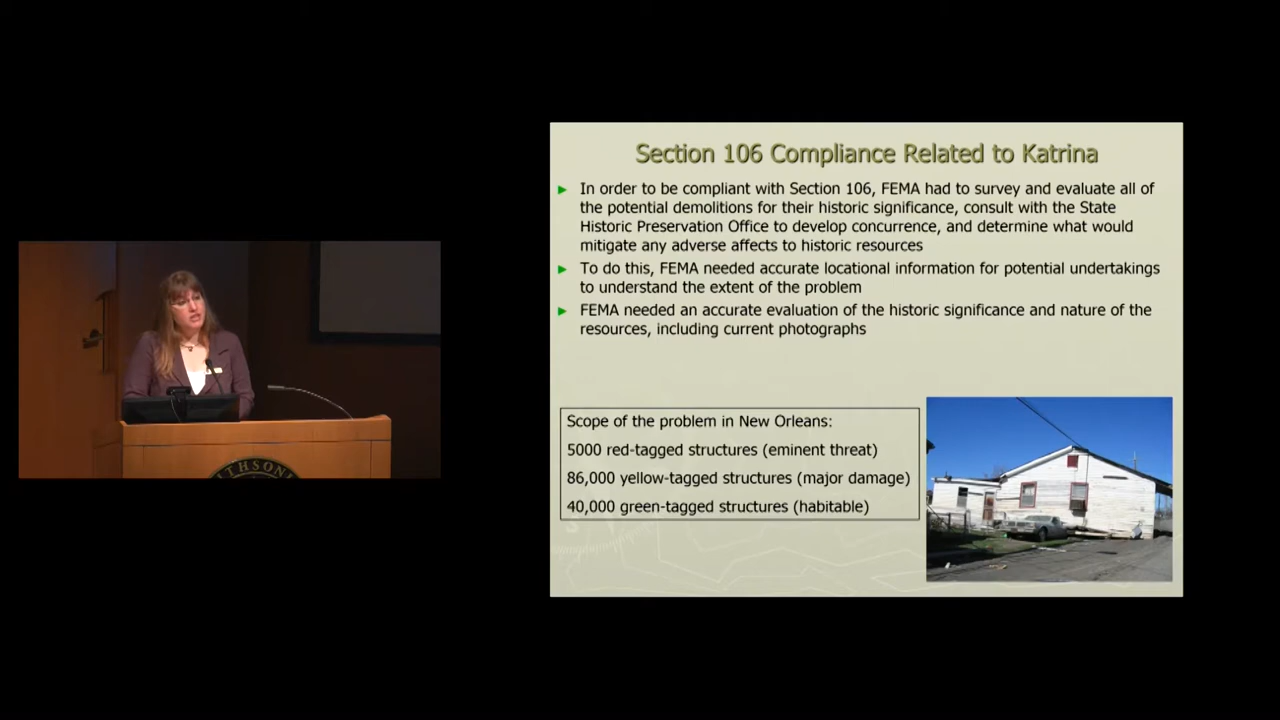 Section 106 Compliance Related to Katrina
In order to be compliant with Section 106, FEMA had to survey and evaluate all of
the potential demolitions for their historic significance, consult with the State
Historic Preservation Office to develop concurrence, and determine what would
mitigate any adverse affects to historic resources
To do this, FEMA needed accurate locational information for potential undertakings
to understand the extent of the problem
FEMA needed an accurate evaluation of the historic significance and nature of the
resources, including current photographs
Scope of the problem in New Orleans:
5000 red-tagged structures (eminent threat)
86,000 yellow-tagged structures (major damage)
40,000 green-tagged structures (habitable)
THSON